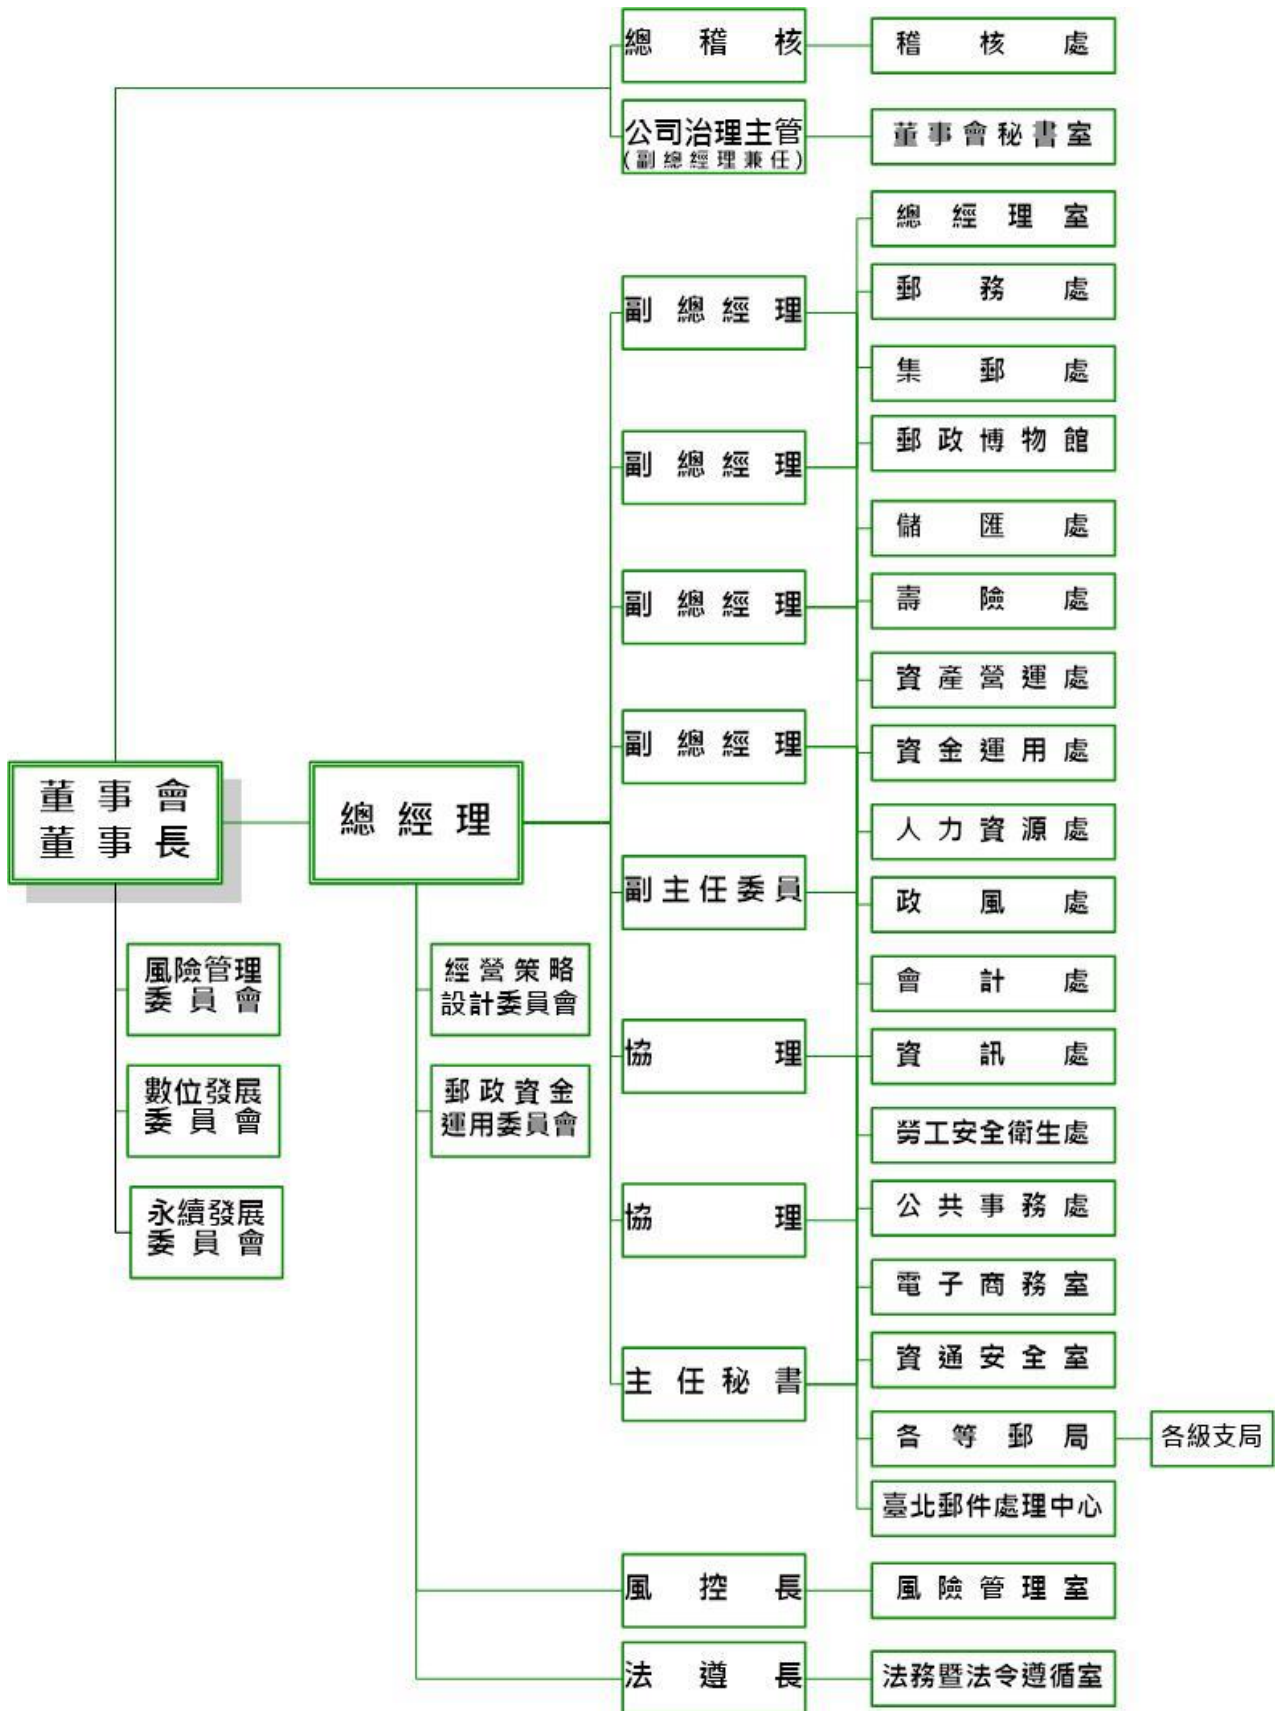 總稽核
稽核處
公司治理主管
(副總經理兼任)
董事會秘書室
總經理室
郵務處
集郵處
郵政博物館
儲匯處
壽險處
資產營運處
資金運用處
人力資源處
政風處
會計處
資訊處
勞工安全衛生處
公共事務處
電子商務室
資通安全室
各等郵局
各級支局
臺北郵件處理中心
副總經理
副總經理
副總經理
副總經理
副主任委員
協理
協理
主任秘書
董事會
董事長
總經理
風險管理
委員會
數位發展
委員會
永續發展
委員會
經營策略
設計委員會
郵政資金
運用委員會
風控長
風險管理室
法遵長
法務暨法令遵循室